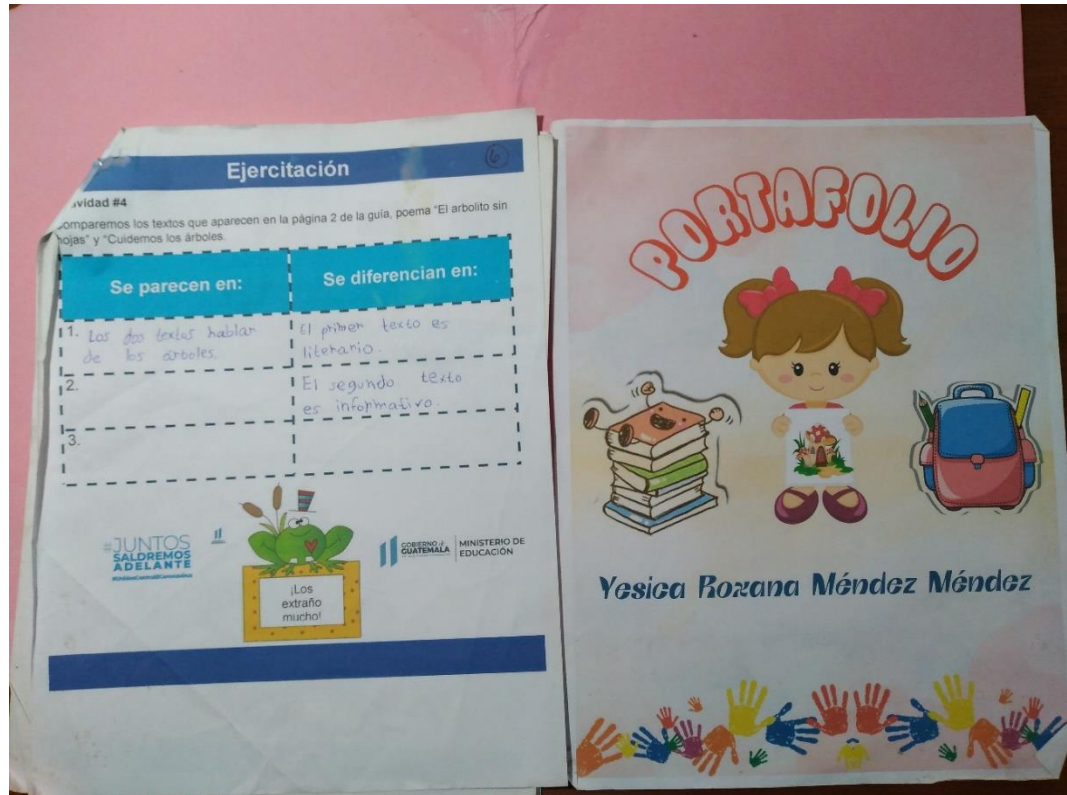 Ejercitación
6
vidad #4
omparemos los textos que aparecen en la página 2 de la guía, poema "El arbolito sin
hojas" y "Cuidemos los árboles.
Se parecen en:
Se diferencian en:
1. Los dos textos hablan
de los árboles.
El primer texto es
literario.
2.
El segundo texto
es informativo.
3.
#JUNTOS
SALDREMOS
ADELANTE
GOBIERNO de
GUATEMALA
MINISTERIO DE
EDUCACIÓN
¡Los
extraño
mucho!
PORTAFOLIO
Yesica Roxana Méndez Méndez